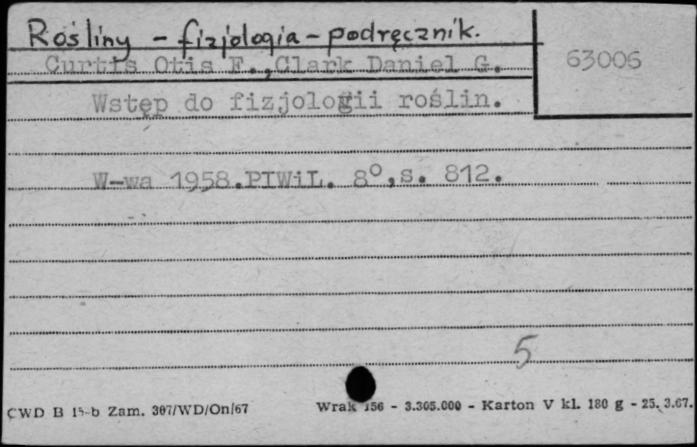 Rośliny - fizjologia - podręcznik.
63006
Curtis Otis F., Clark Daniel G.
Wstęp do fizjologii roślin.
W-wa 1958.PIWiL. 8°,s. 812.
5
CWD B 15-b Zam. 307/WD/On/67
Wrak 156 - 3.305.000 - Karton V kl. 180 g - 25.3.67.